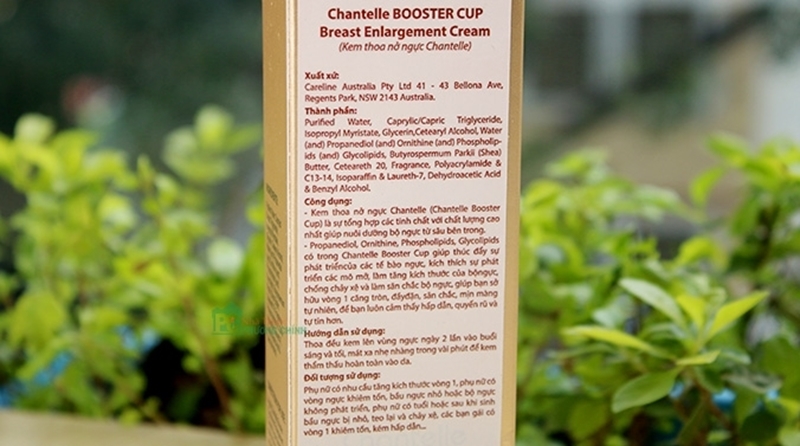 Chantelle BOOSTER CUP
Breast Enlargement Cream
(Kem thoa nở ngực Chantelle)
Xuất xứ:
Careline Australia Pty Ltd 41 - 43 Bellona Ave,
Regents Park, NSW 2143 Australia.
Thành phần:
Purified Water, Caprylic/Capric Triglyceride,
Isopropyl Myristate, Glycerin,Cetearyl Alcohol, Water
(and) Propanediol (and) Ornithine (and) Phospholip-
ids (and) Glycolipids, Butyrospermum Parkii (Shea)
Butter, Ceteareth 20, Fragrance, Polyacrylamide &
C13-14, Isoparaffin & Laureth-7, Dehydroacetic Acid
& Benzyl Alcohol.
Công dụng:
- Kem thoa nở ngực Chantelle (Chantelle Booster
Cup) là sự tổng hợp các tinh chất với chất lượng cao
nhất giúp nuôi dưỡng bộ ngực từ sâu bên trong.
- Propanediol, Ornithine, Phospholipids, Glycolipids
có trong Chantelle Booster Cup giúp thúc đẩy sự
phát triểncủa các tế bào ngực, kích thích sự phát
triển các mô mỡ, làm tăng kích thước của bộngực,
chống chảy xệ và làm săn chắc bộ ngực, giúp bạn sở
hữu vòng 1 căng tròn, đầyđặn, săn chắc, mịn màng
tự nhiên, để bạn luôn cảm thấy hấp dẫn, quyến rũ và
tự tin hơn.
Hướng dẫn sử dụng:
Thoa đều kem lên vùng ngực ngày 2 lần vào buổi
sáng và tối, mát xa nhẹ nhàng trong vài phút để kem
thẩm thấu hoàn toàn vào da.
Đối tượng sử dụng:
Phụ nữ có nhu cầu tăng kích thước vòng 1, phụ nữ có
vòng ngực khiêm tốn, bầu ngực nhỏ hoặc bộ ngực
không phát triển, phụ nữ có tuổi hoặc sau khi sinh
bầu ngực bị nhỏ, teo lại và chảy xệ, các bạn gái có
vòng 1 khiêm tốn, kém hấp dẫn...